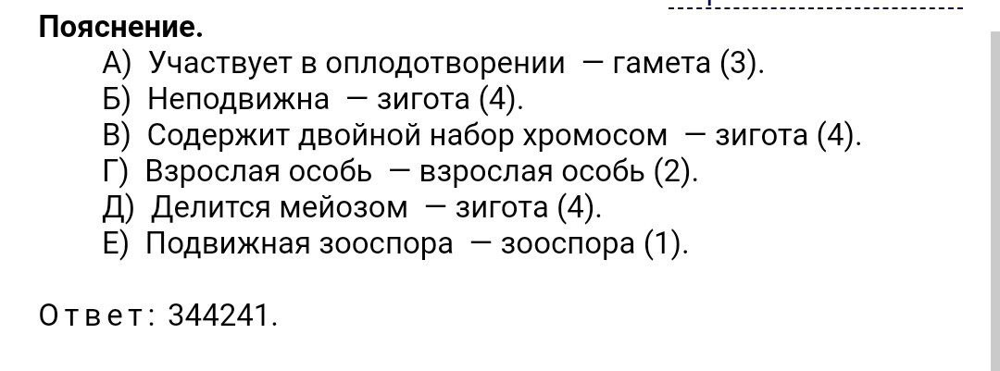 Пояснение.
А) Участвует в оплодотворении — гамета (3).
Б) Неподвижна — зигота (4).
В) Содержит двойной набор хромосом — зигота (4).
Г) Взрослая особь — взрослая особь (2).
Д) Делится мейозом — зигота (4).
Е) Подвижная зооспора — зооспора (1).
Ответ: 344241.